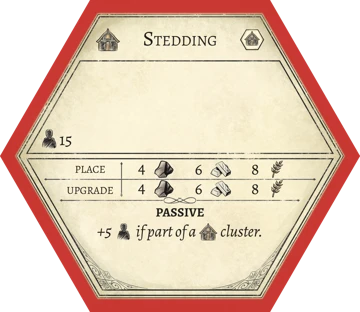 Stedding
15
PLACE 4 6 8
UPGRADE 4 6 8
PASSIVE
+5 if part of a cluster.